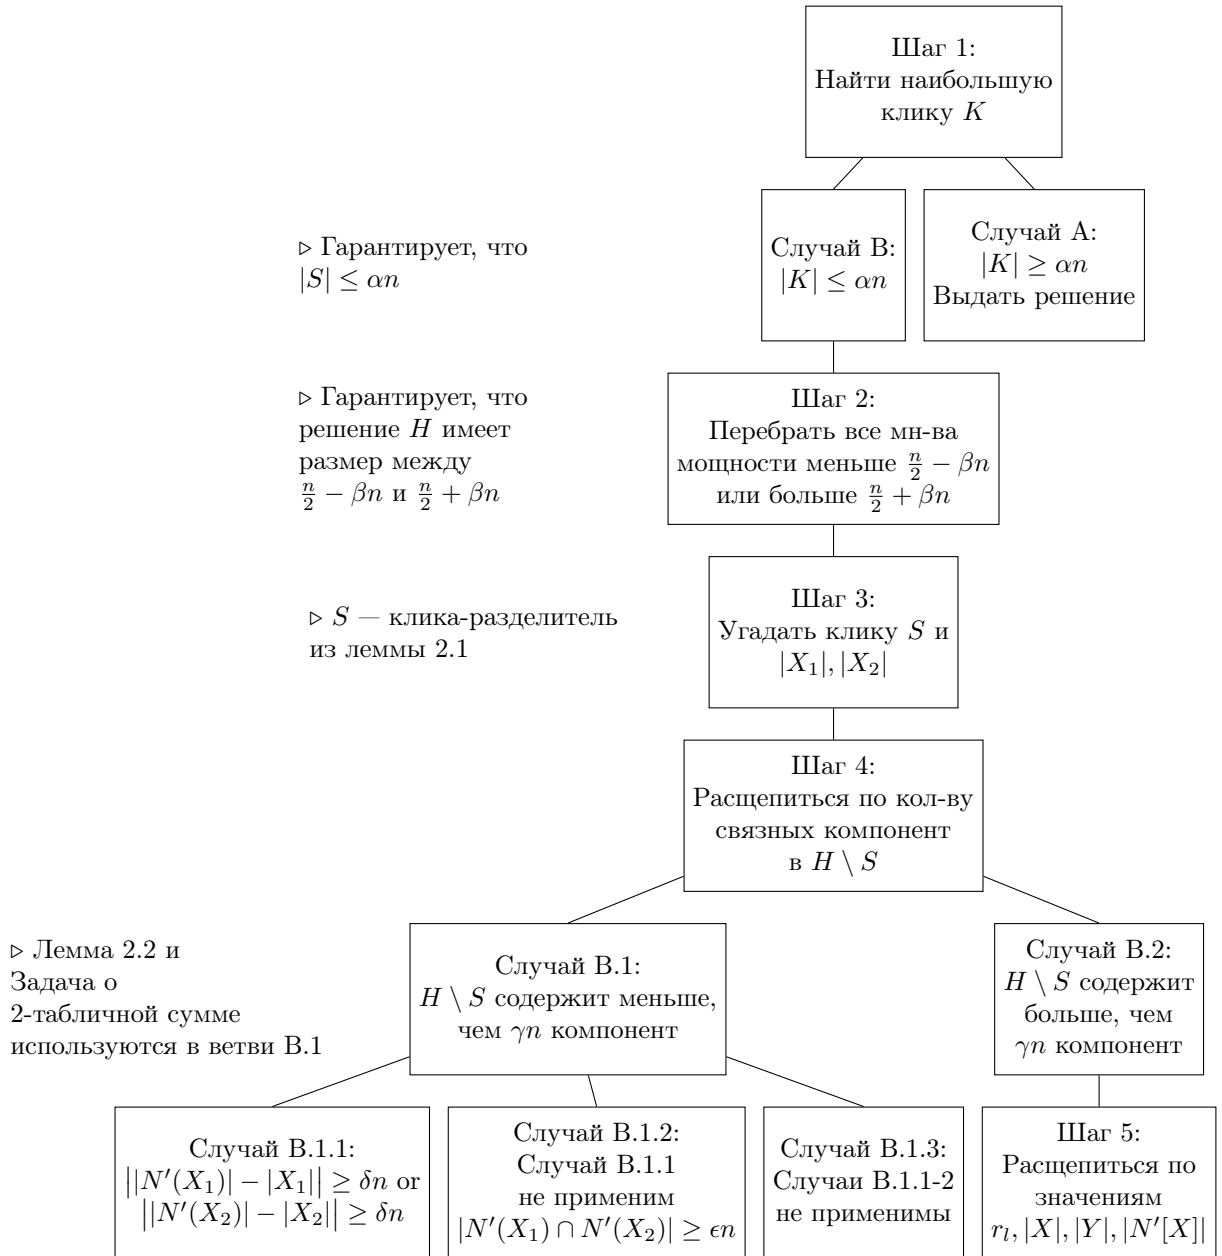 Шаг 1:
Найти наибольшую
клику K
▷ Гарантирует, что
|S| ≤ αn
Случай B:
|K| ≤ αn
Случай A:
|K| ≥ αn
Выдать решение
▷ Гарантирует, что
решение H имеет
размер между
n/2 − βn и n/2 + βn
Шаг 2:
Перебрать все мн-ва
мощности меньше n/2 − βn
или больше n/2 + βn
▷ S — клика-разделитель
из леммы 2.1
Шаг 3:
Угадать клику S и
|X₁|, |X₂|
Шаг 4:
Расщепиться по кол-ву
связных компонент
в H \ S
▷ Лемма 2.2 и
Задача о
2-табличной сумме
используются в ветви B.1
Случай B.1:
H \ S содержит меньше,
чем γn компонент
Случай B.2:
H \ S содержит
больше, чем
γn компонент
Случай B.1.1:
||N′(X₁)| − |X₁|| ≥ δn or
||N′(X₂)| − |X₂|| ≥ δn
Случай B.1.2:
Случай B.1.1
не применим
|N′(X₁) ∩ N′(X₂)| ≥ ϵn
Случай B.1.3:
Случаи B.1.1-2
не применимы
Шаг 5:
Расщепиться по
значениям
rₗ, |X|, |Y|, |N′[X]|